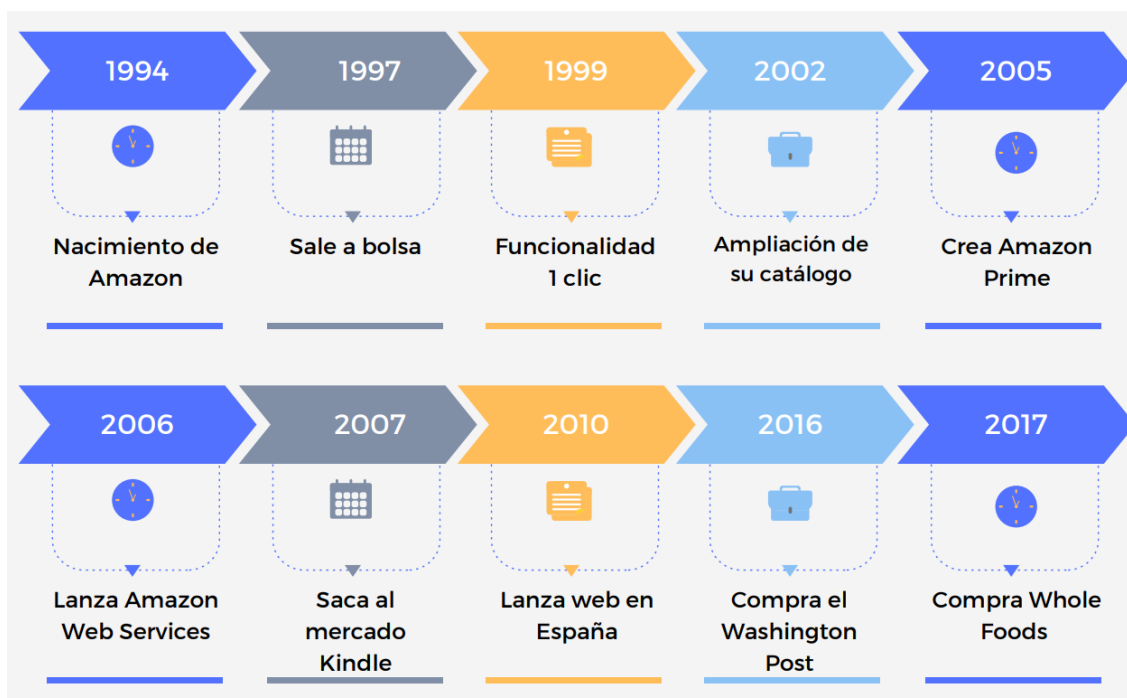 1994
1997
1999
2002
2005
Nacimiento de
Amazon
Sale a bolsa
Funcionalidad
1 clic
Ampliación de
su catálogo
Crea Amazon
Prime
2006
2007
2010
2016
2017
Lanza Amazon
Web Services
Saca al
mercado
Kindle
Lanza web en
España
Compra el
Washington
Post
Compra Whole
Foods